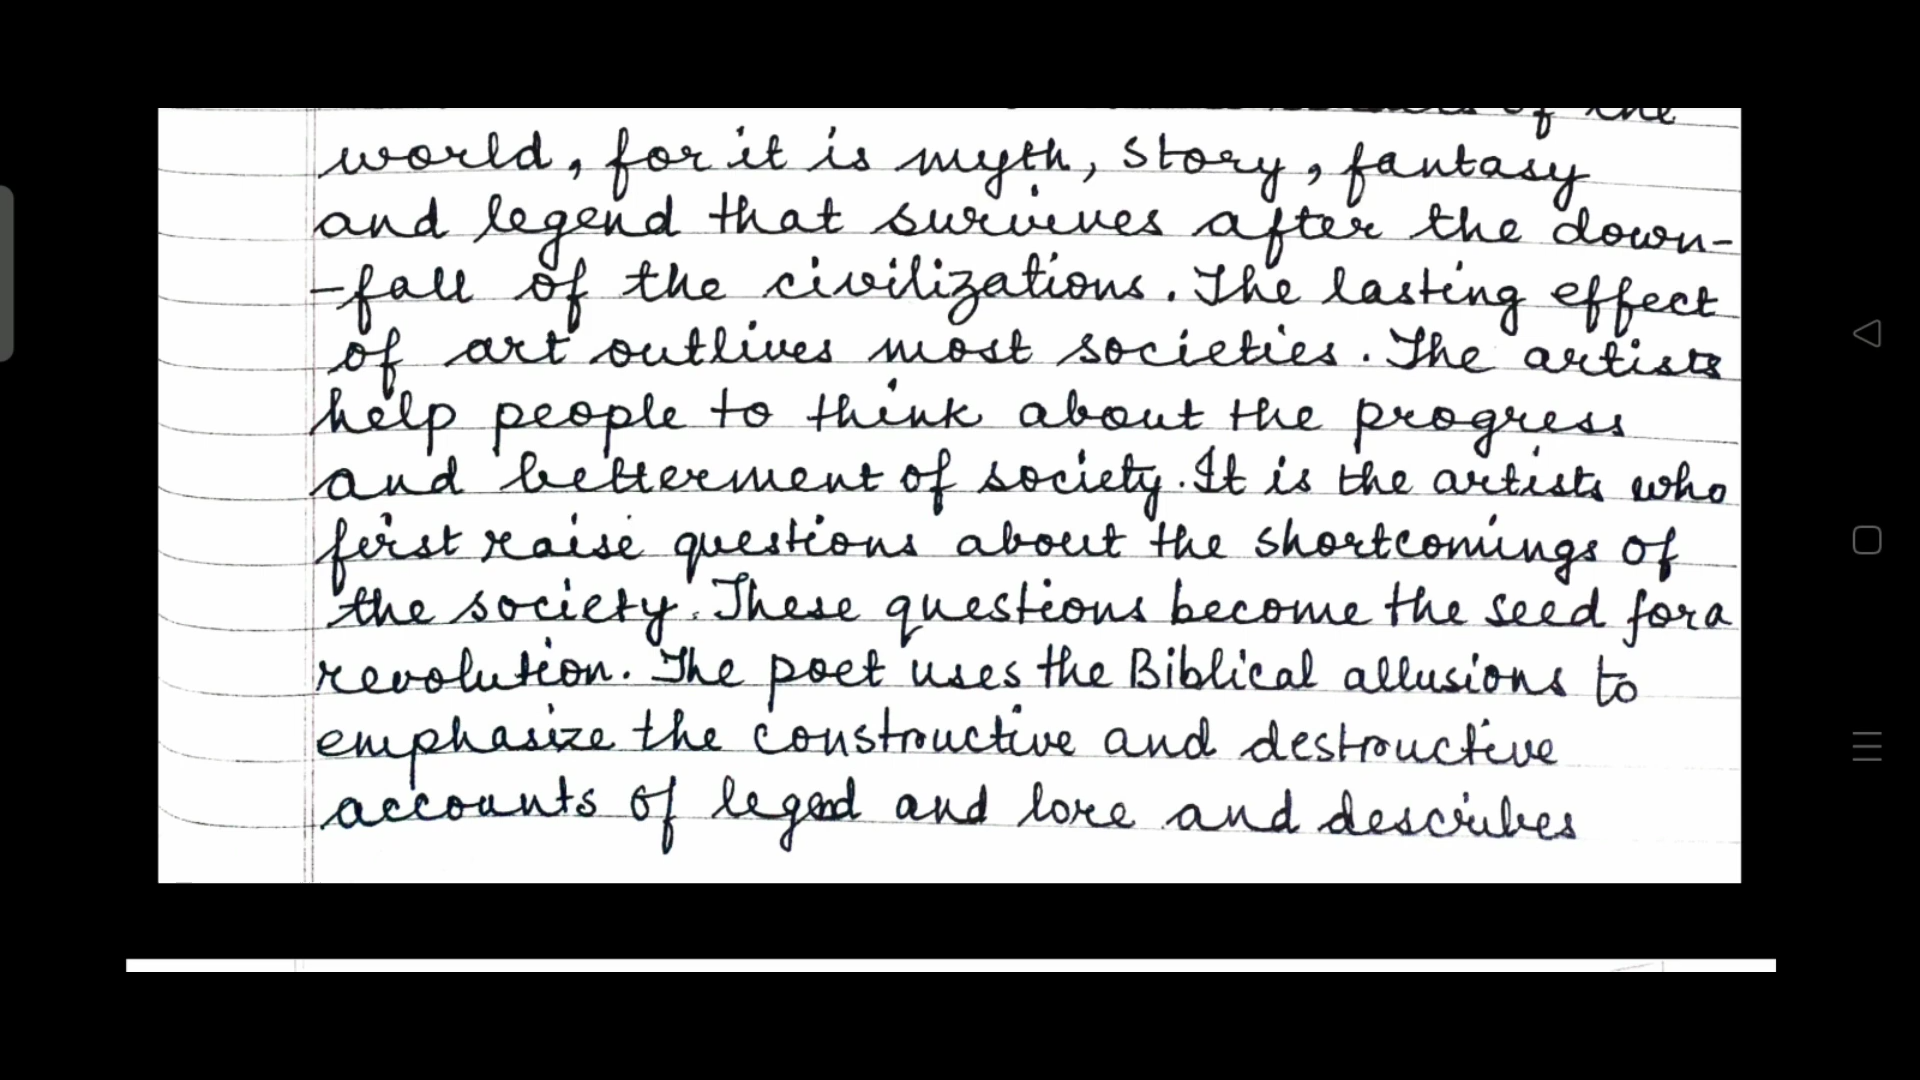 of the
world, for it is myth, story, fantasy
and legend that survives after the down-
-fall of the civilizations. The lasting effect
of art outlives most societies. The artists
help people to think about the progress
and betterment of society. It is the artists who
first raise questions about the shortcomings of
the society. These questions become the seed for a
revolution. The poet uses the Biblical allusions to
emphasize the constructive and destructive
accounts of legend and lore and describes